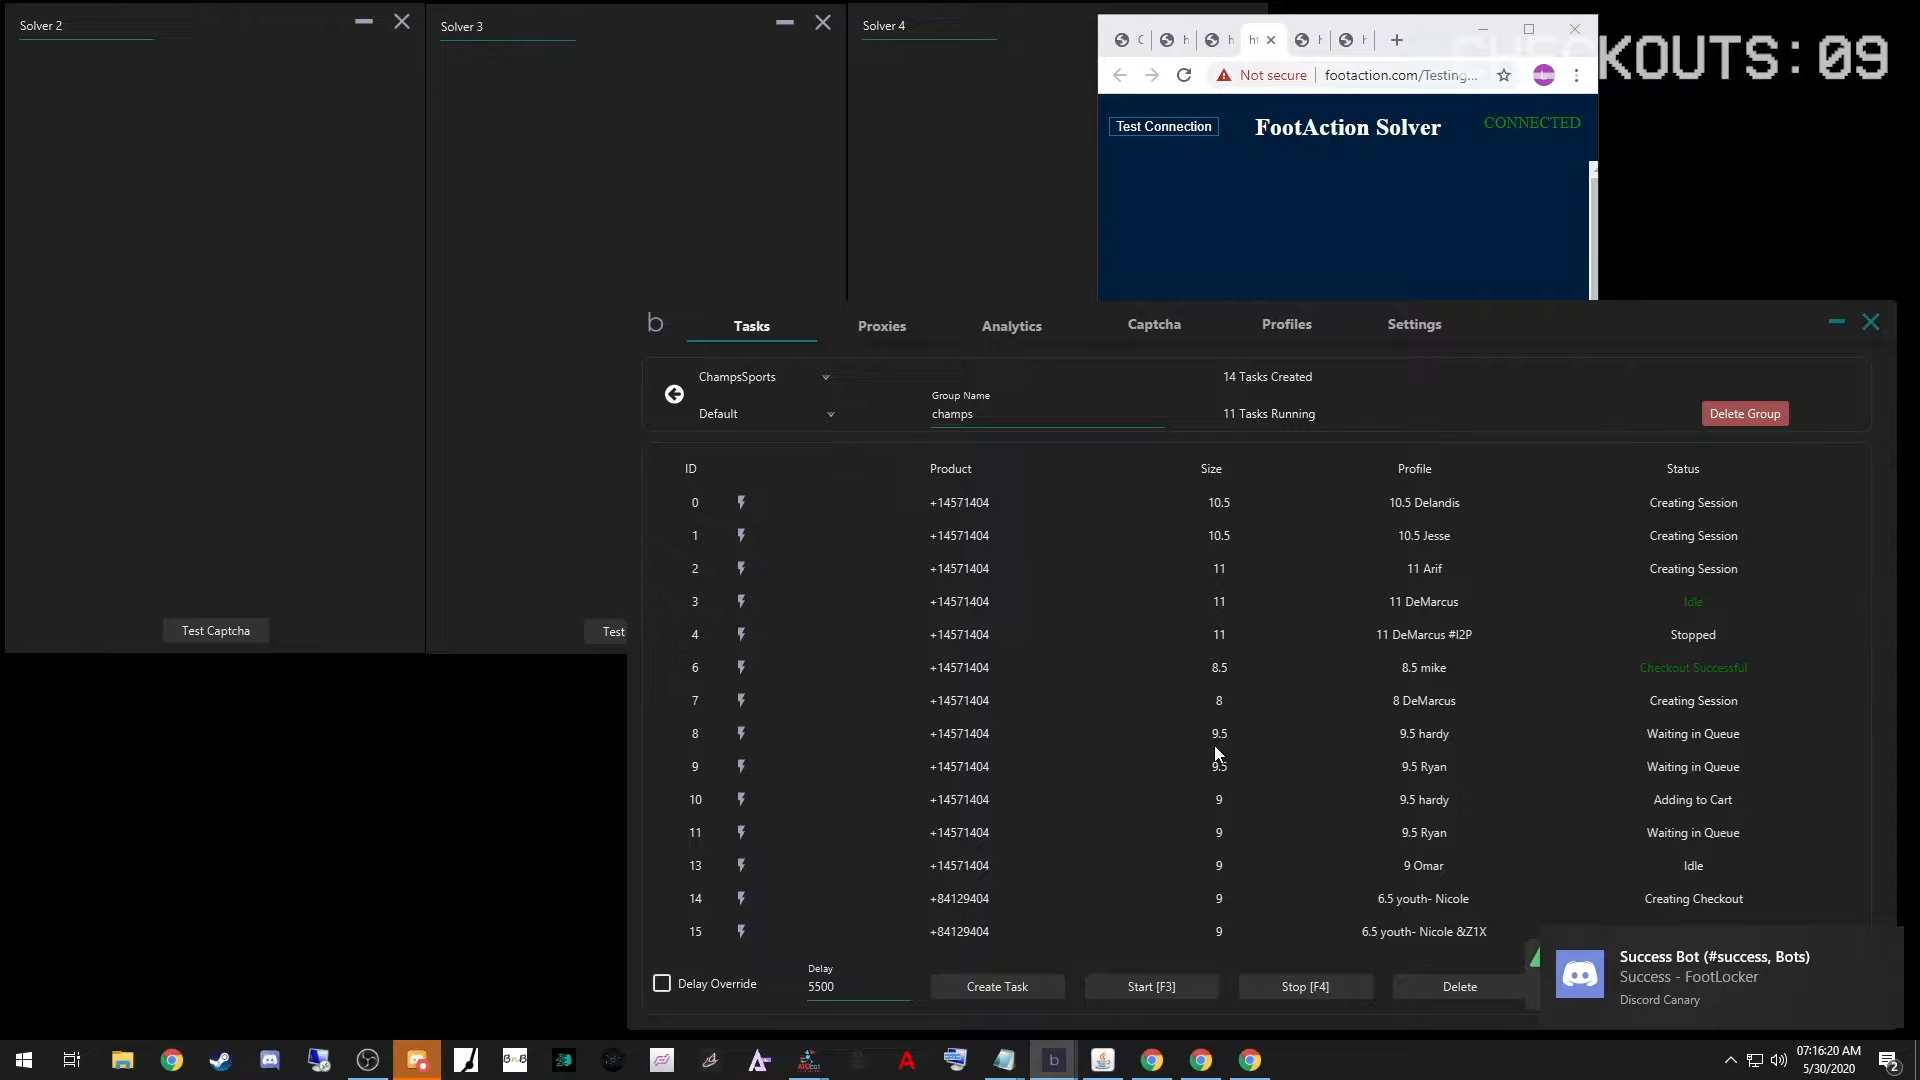 Solver 2
Solver 3
Solver 4
KOUTS:09
Not secure
footaction.com/Testing...
Test Connection
FootAction Solver
CONNECTED
Test Captcha
Test
b
Tasks
Proxies
Analytics
Captcha
Profiles
Settings
ChampsSports
14 Tasks Created
Group Name
Default
champs
11 Tasks Running
Delete Group
ID Product Size Profile Status
0 +14571404 10.5 10.5 Delandis Creating Session
1 +14571404 10.5 10.5 Jesse Creating Session
2 +14571404 11 11 Arif Creating Session
3 +14571404 11 11 DeMarcus Idle
4 +14571404 11 11 DeMarcus #I2P Stopped
6 +14571404 8.5 8.5 mike Checkout Successful
7 +14571404 8 8 DeMarcus Creating Session
8 +14571404 9.5 9.5 hardy Waiting in Queue
9 +14571404 9.5 9.5 Ryan Waiting in Queue
10 +14571404 9 9.5 hardy Adding to Cart
11 +14571404 9 9.5 Ryan Waiting in Queue
13 +14571404 9 9 Omar Idle
14 +84129404 9 6.5 youth- Nicole Creating Checkout
15 +84129404 9 6.5 youth- Nicole &Z1X
Delay Override
Delay
5500
Create Task
Start [F3]
Stop [F4]
Delete
Success Bot (#success, Bots)
Success - FootLocker
Discord Canary
BnB
07:16:20 AM
5/30/2020
2